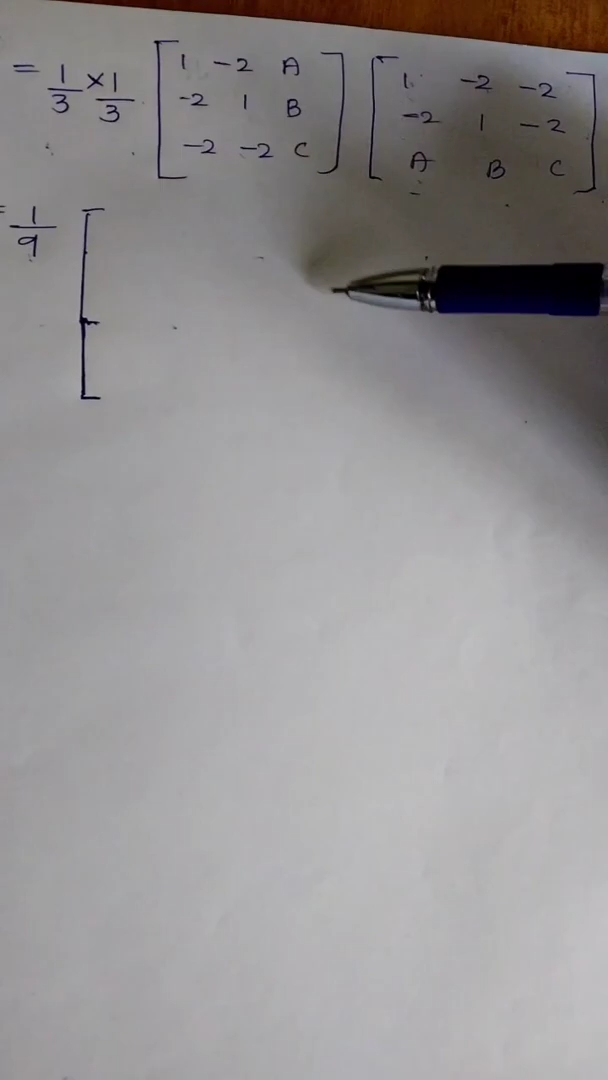 = 1/3 × 1/3 [ 1 -2 A ] [ 1 -2 -2 ]
[ -2 1 B ] [ -2 1 -2 ]
[ -2 -2 C ] [ A B C ]
= 1/9 [